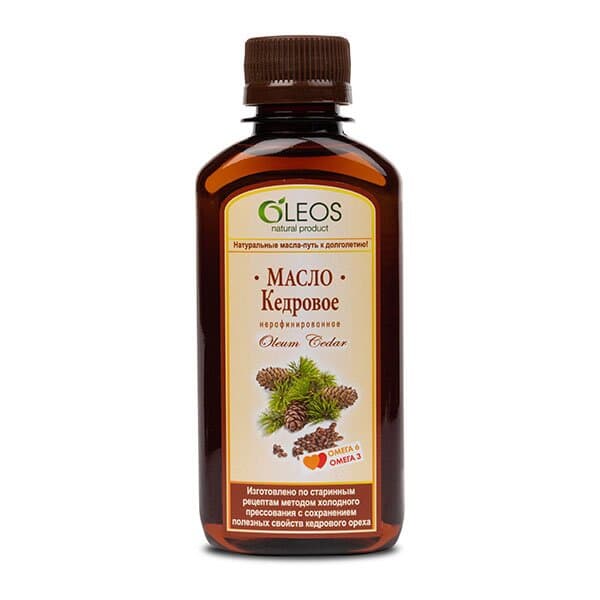 ÓLEOS
natural product
Натуральные масла-путь к долголетию!
• МАСЛО •
Кедровое
нерафинированное
Oleum Cedar
ОМЕГА 6
ОМЕГА 3
Изготовлено по старинным
рецептам методом холодного
прессования с сохранением
полезных свойств кедрового ореха